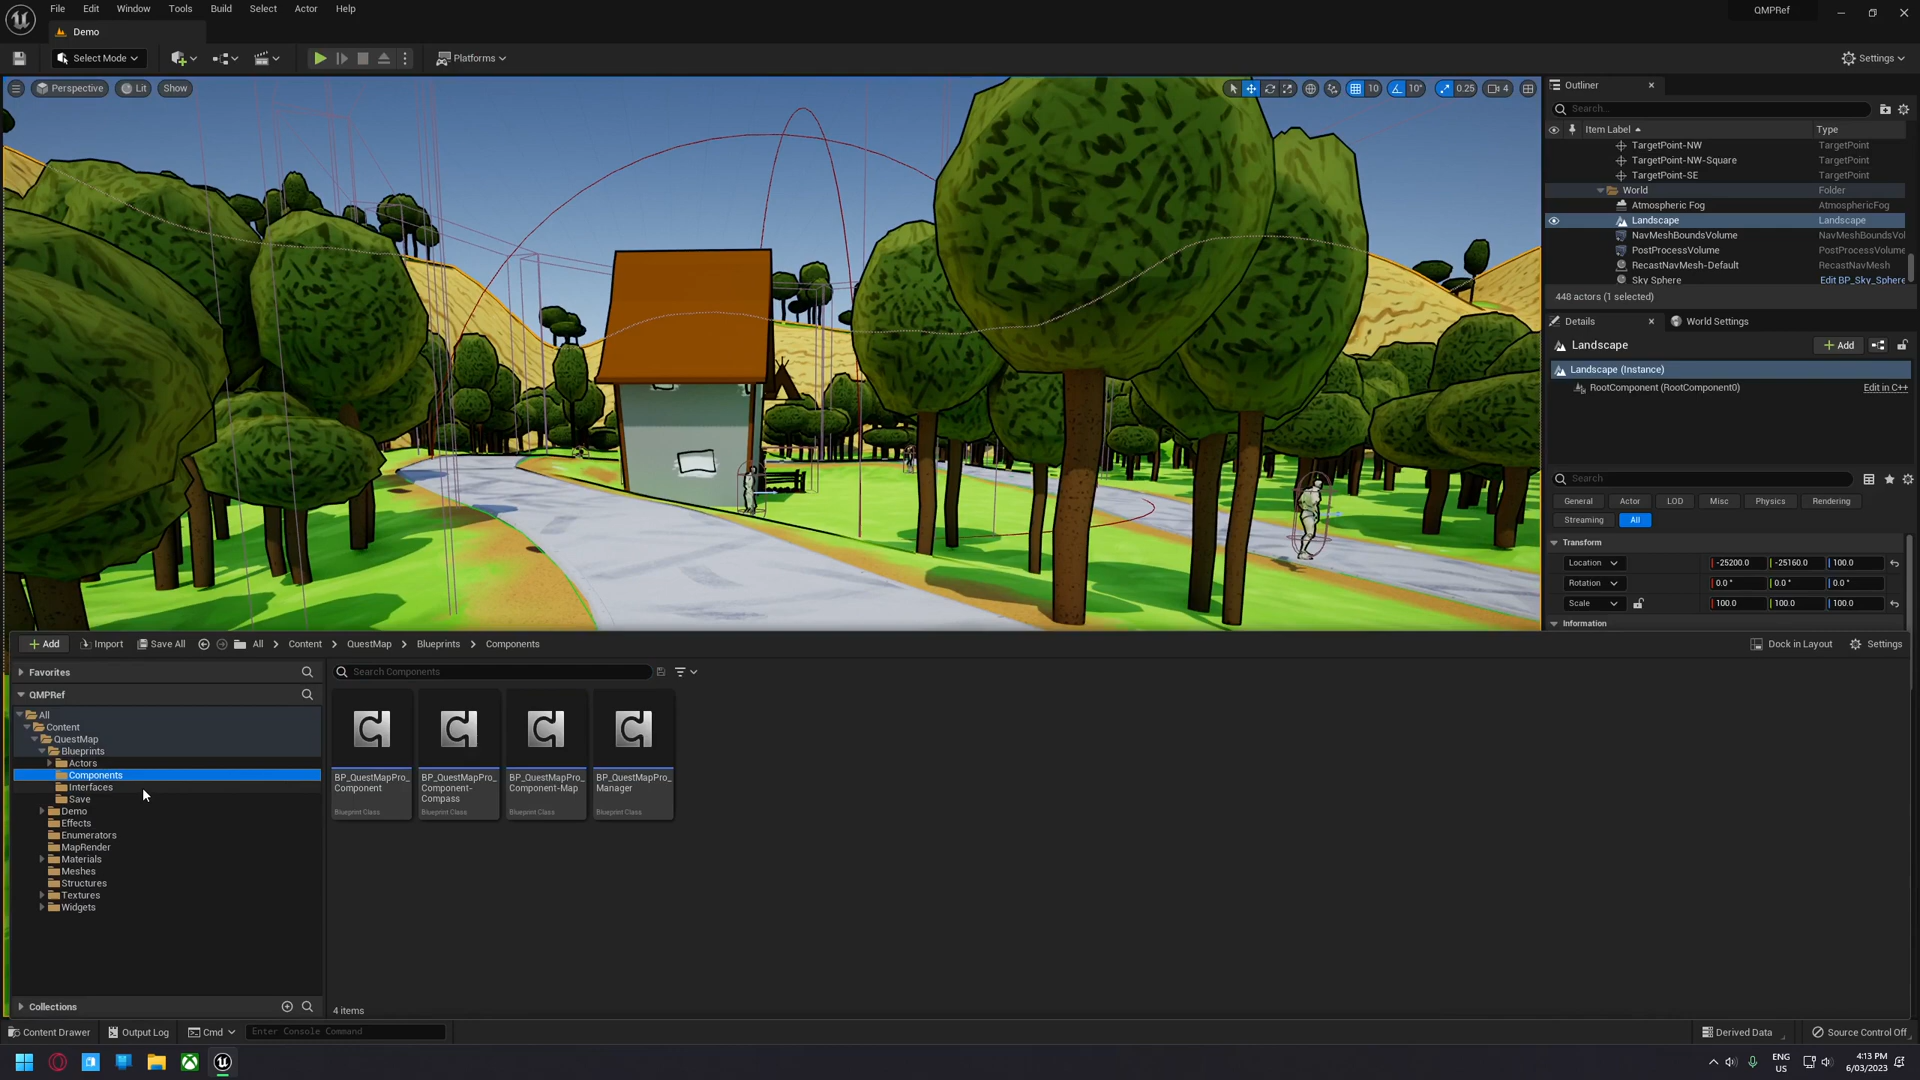 File Edit Window Tools Build Select Actor Help
QMPRef
Demo
Select Mode
Platforms
Settings
Perspective Lit Show
10 10° 0.25 4
Outliner
Search...
Item Label Type
TargetPoint-NW TargetPoint
TargetPoint-NW-Square TargetPoint
TargetPoint-SE TargetPoint
World Folder
Atmospheric Fog AtmosphericFog
Landscape Landscape
NavMeshBoundsVolume NavMeshBoundsVol
PostProcessVolume PostProcessVolume
RecastNavMesh-Default RecastNavMesh
Sky Sphere Edit BP_Sky_Sphere
448 actors (1 selected)
Details World Settings
Landscape Add
Landscape (Instance)
RootComponent (RootComponent0) Edit in C++
Search
General Actor LOD Misc Physics Rendering
Streaming All
Transform
Location -25200.0 -25160.0 100.0
Rotation 0.0 ° 0.0 ° 0.0 °
Scale 100.0 100.0 100.0
Information
Add Import Save All All Content QuestMap Blueprints Components
Dock in Layout Settings
Favorites
Search Components
QMPRef
All
Content
QuestMap
Blueprints
Actors
Components
Interfaces
Save
Demo
Effects
Enumerators
MapRender
Materials
Meshes
Structures
Textures
Widgets
BP_QuestMapPro_
Component
Blueprint Class
BP_QuestMapPro_
Component-
Compass
Blueprint Class
BP_QuestMapPro_
Component-Map
Blueprint Class
BP_QuestMapPro_
Manager
Blueprint Class
Collections
4 items
Content Drawer Output Log Cmd Enter Console Command
Derived Data Source Control Off
ENG
US
4:13 PM
6/03/2023